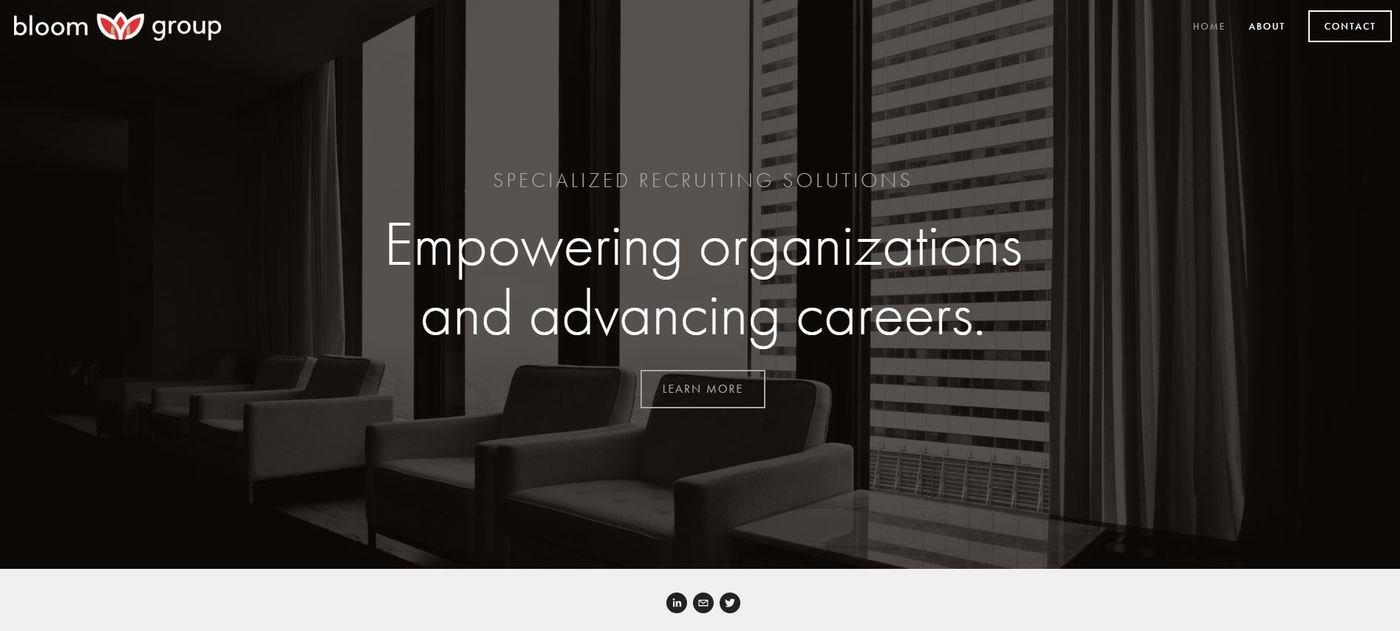 bloom group
HOME ABOUT CONTACT
SPECIALIZED RECRUITING SOLUTIONS
Empowering organizations
and advancing careers.
LEARN MORE
in